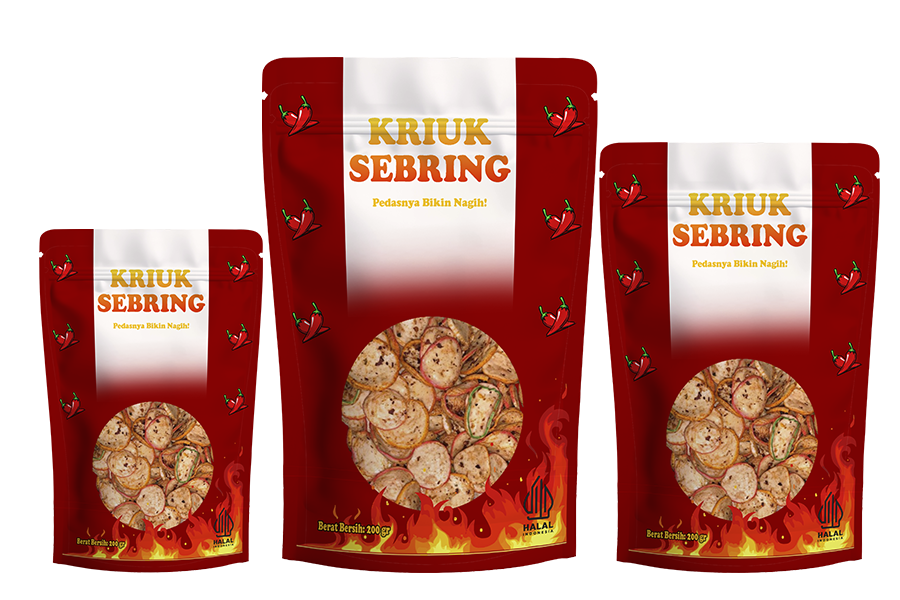 KRIUK
SEBRING
Pedasnya Bikin Nagih!
Berat Bersih: 200 gr
HALAL
INDONESIA
KRIUK
SEBRING
Pedasnya Bikin Nagih!
Berat Bersih: 200 gr
HALAL
INDONESIA
KRIUK
SEBRING
Pedasnya Bikin Nagih!
Berat Bersih: 200 gr
HALAL
INDONESIA